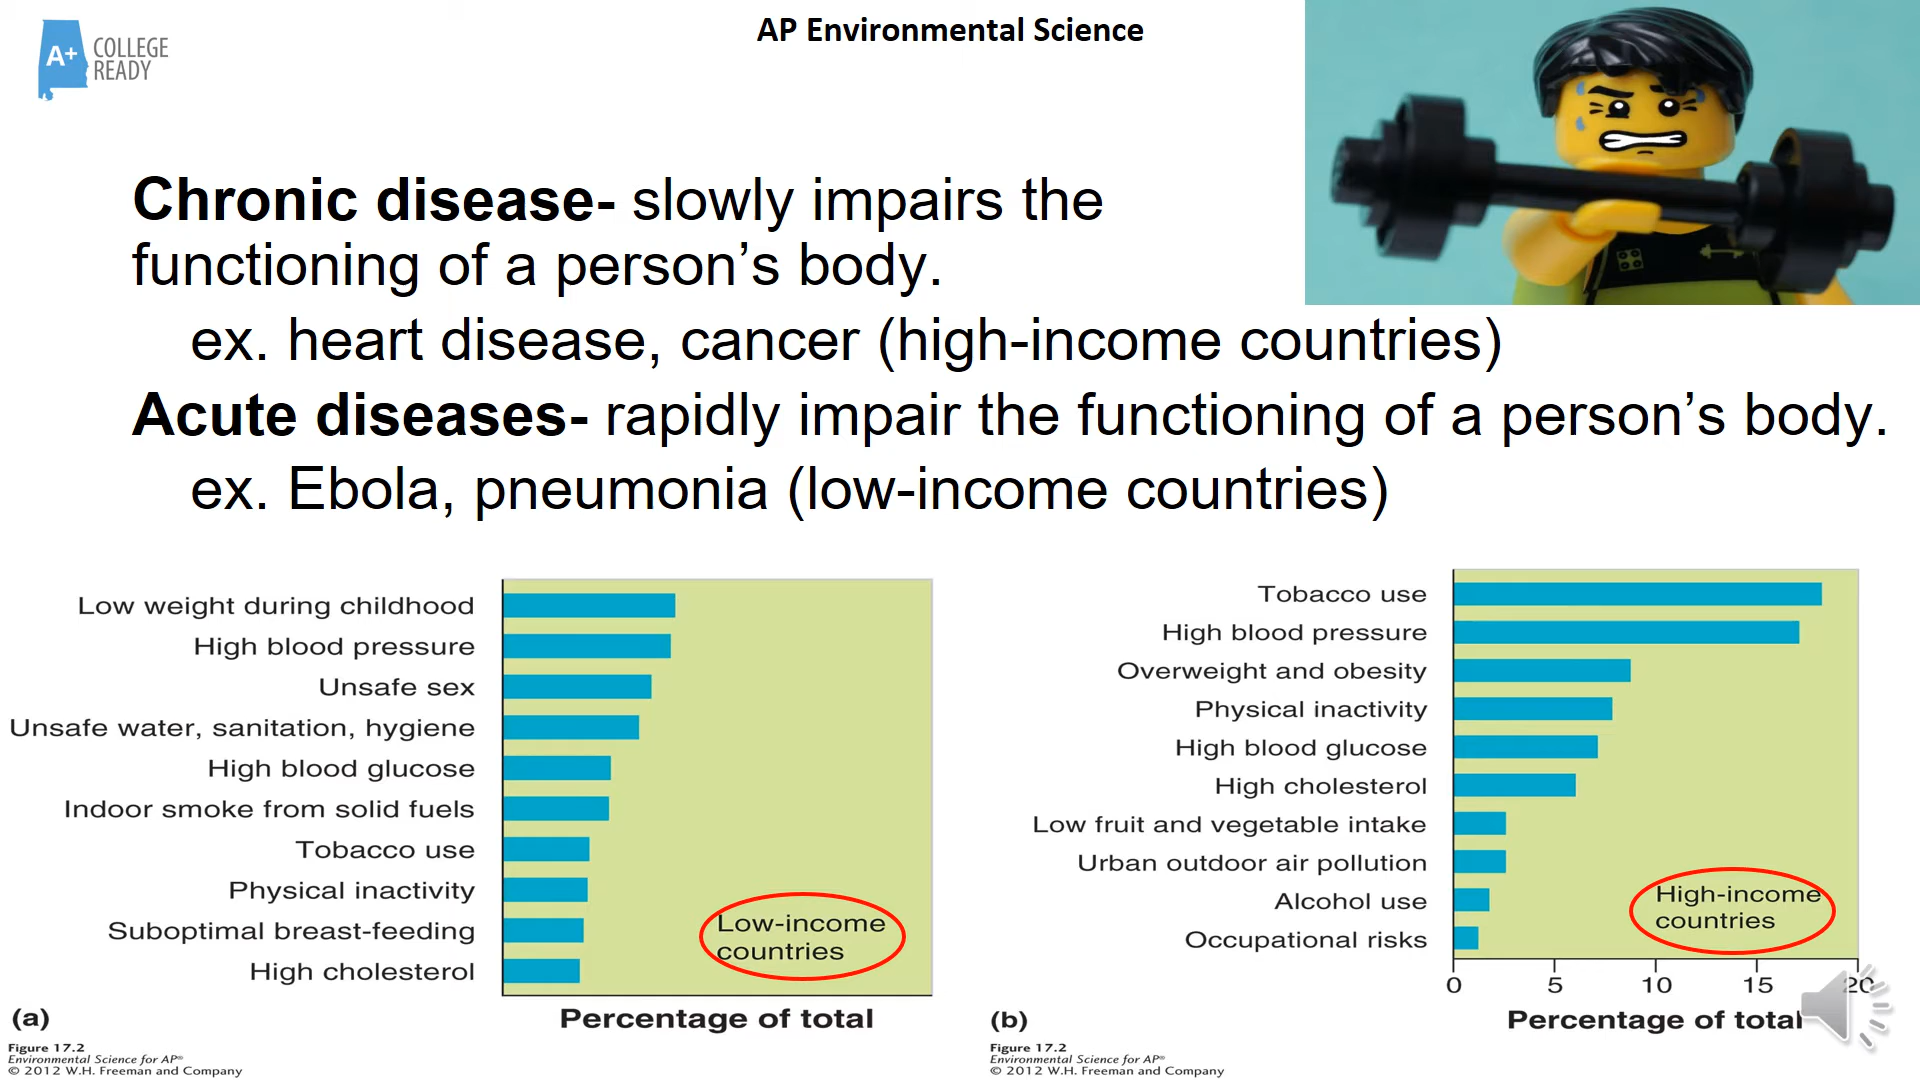 A+ COLLEGE
READY
AP Environmental Science
Chronic disease- slowly impairs the
functioning of a person’s body.
ex. heart disease, cancer (high-income countries)
Acute diseases- rapidly impair the functioning of a person’s body.
ex. Ebola, pneumonia (low-income countries)
Low weight during childhood
High blood pressure
Unsafe sex
Unsafe water, sanitation, hygiene
High blood glucose
Indoor smoke from solid fuels
Tobacco use
Physical inactivity
Suboptimal breast-feeding
High cholesterol
Low-income
countries
Percentage of total
(a)
Figure 17.2
Environmental Science for AP®
© 2012 W.H. Freeman and Company
Tobacco use
High blood pressure
Overweight and obesity
Physical inactivity
High blood glucose
High cholesterol
Low fruit and vegetable intake
Urban outdoor air pollution
Alcohol use
Occupational risks
High-income
countries
0 5 10 15 20
Percentage of total
(b)
Figure 17.2
Environmental Science for AP®
© 2012 W.H. Freeman and Company